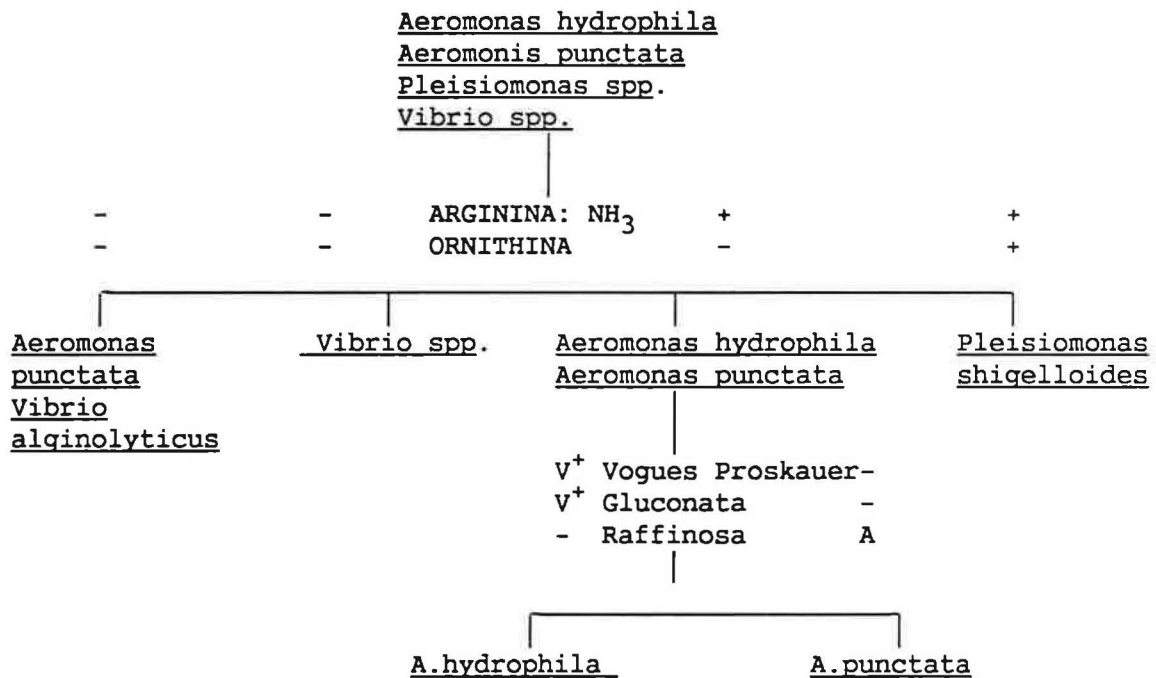 Aeromonas hydrophila
Aeromonis punctata
Pleisiomonas spp.
Vibrio spp.
- - ARGININA: NH3 + +
- - ORNITHINA - +
Aeromonas Vibrio spp. Aeromonas hydrophila Pleisiomonas
punctata Aeromonas punctata shigelloides
Vibrio
alginolyticus
V+ Vogues Proskauer-
V+ Gluconata -
- Raffinosa A
A.hydrophila A.punctata